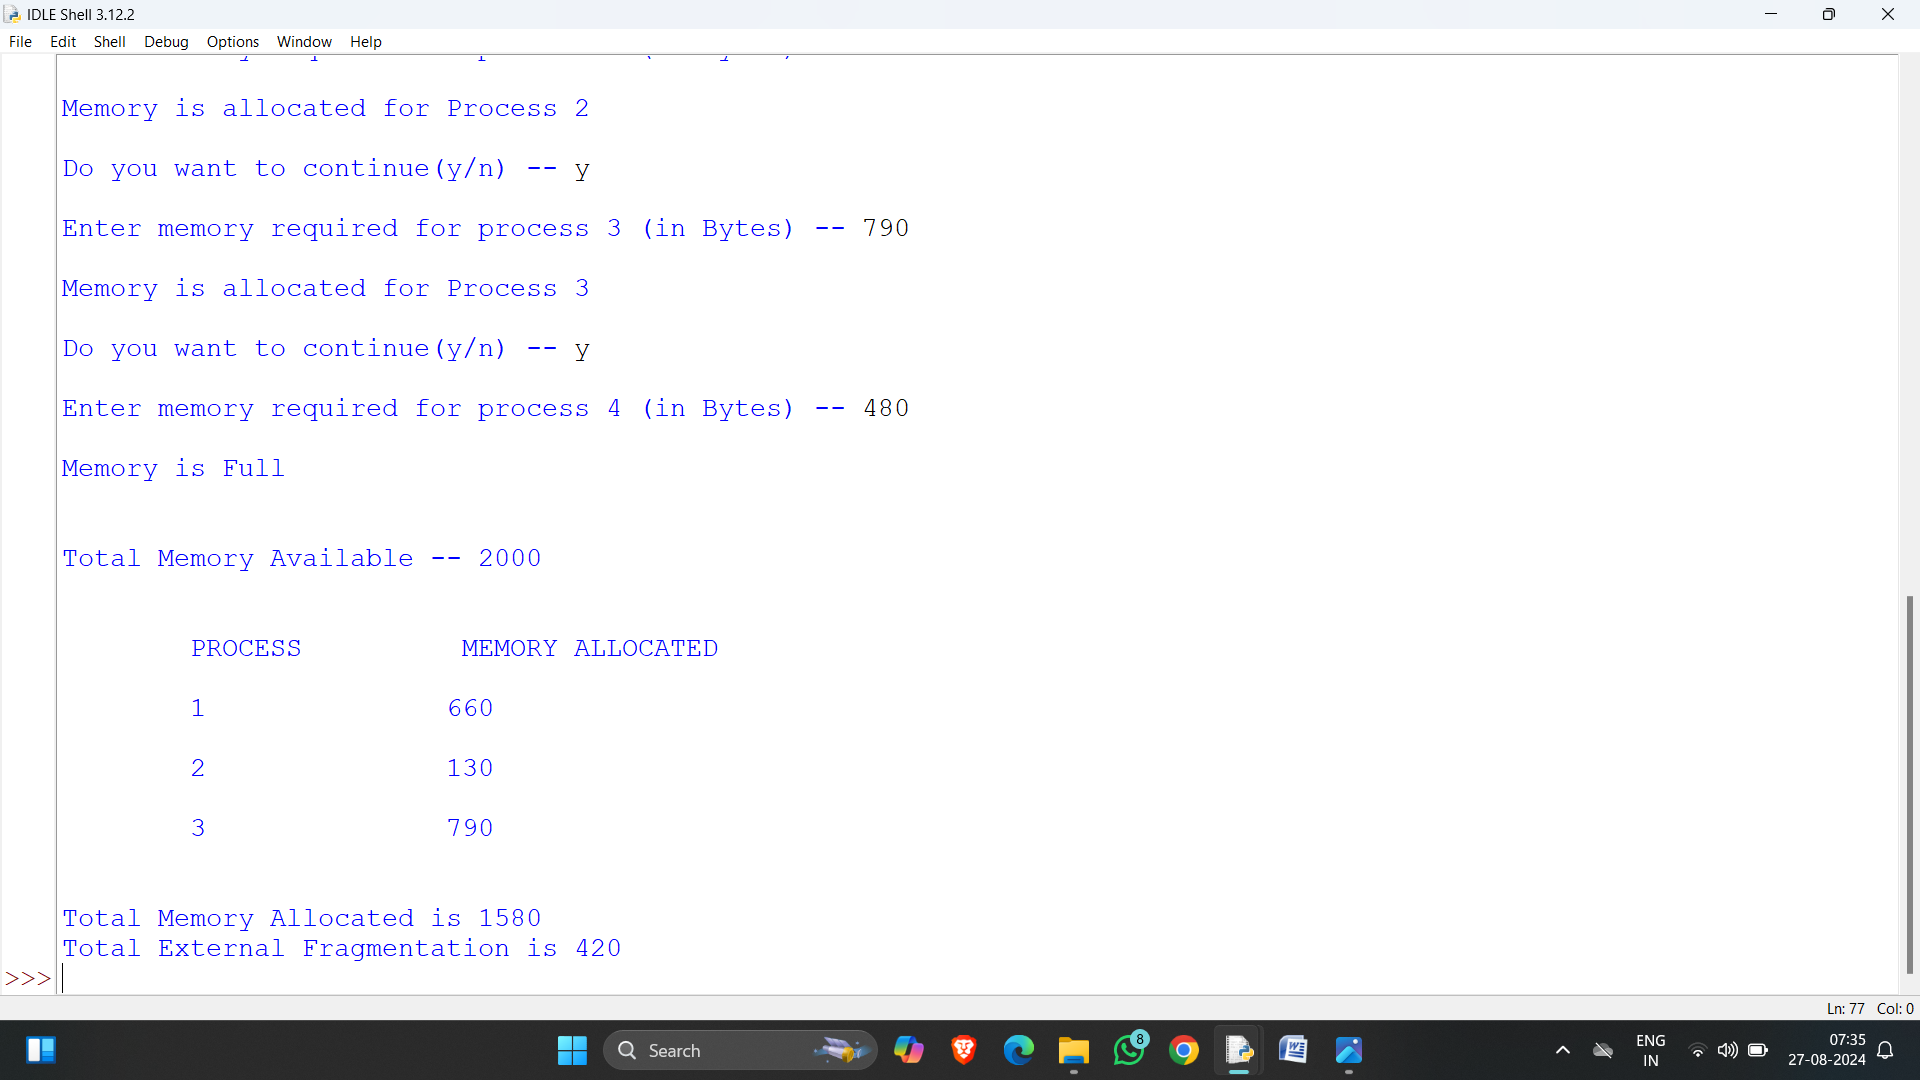 IDLE Shell 3.12.2
File Edit Shell Debug Options Window Help
Memory is allocated for Process 2
Do you want to continue(y/n) -- y
Enter memory required for process 3 (in Bytes) -- 790
Memory is allocated for Process 3
Do you want to continue(y/n) -- y
Enter memory required for process 4 (in Bytes) -- 480
Memory is Full
Total Memory Available -- 2000
PROCESS MEMORY ALLOCATED
1 660
2 130
3 790
Total Memory Allocated is 1580
Total External Fragmentation is 420
>>>
Ln: 77 Col: 0
Search
8
ENG
IN
07:35
27-08-2024